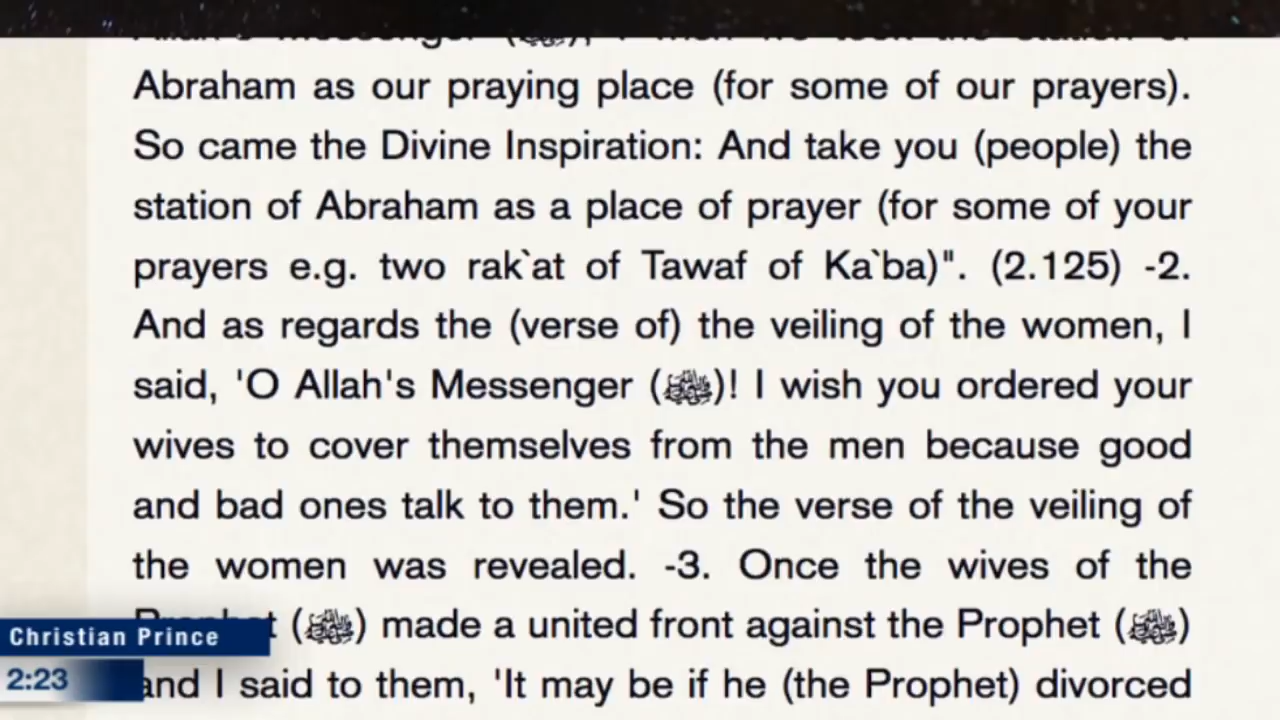 Abraham as our praying place (for some of our prayers).
So came the Divine Inspiration: And take you (people) the
station of Abraham as a place of prayer (for some of your
prayers e.g. two rak`at of Tawaf of Ka`ba)". (2.125) -2.
And as regards the (verse of) the veiling of the women, I
said, 'O Allah's Messenger (ﷺ)! I wish you ordered your
wives to cover themselves from the men because good
and bad ones talk to them.' So the verse of the veiling of
the women was revealed. -3. Once the wives of the
(ﷺ) made a united front against the Prophet (ﷺ)
and I said to them, 'It may be if he (the Prophet) divorced
Christian Prince
2:23